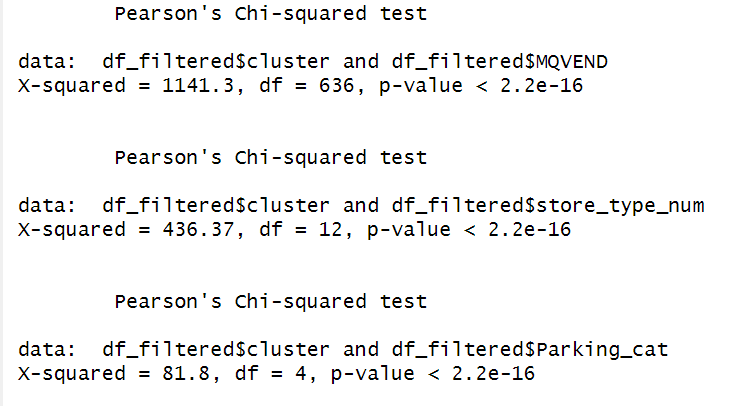 Pearson's Chi-squared test
data: df_filtered$cluster and df_filtered$MQVEND
X-squared = 1141.3, df = 636, p-value < 2.2e-16
Pearson's Chi-squared test
data: df_filtered$cluster and df_filtered$store_type_num
X-squared = 436.37, df = 12, p-value < 2.2e-16
Pearson's Chi-squared test
data: df_filtered$cluster and df_filtered$Parking_cat
X-squared = 81.8, df = 4, p-value < 2.2e-16